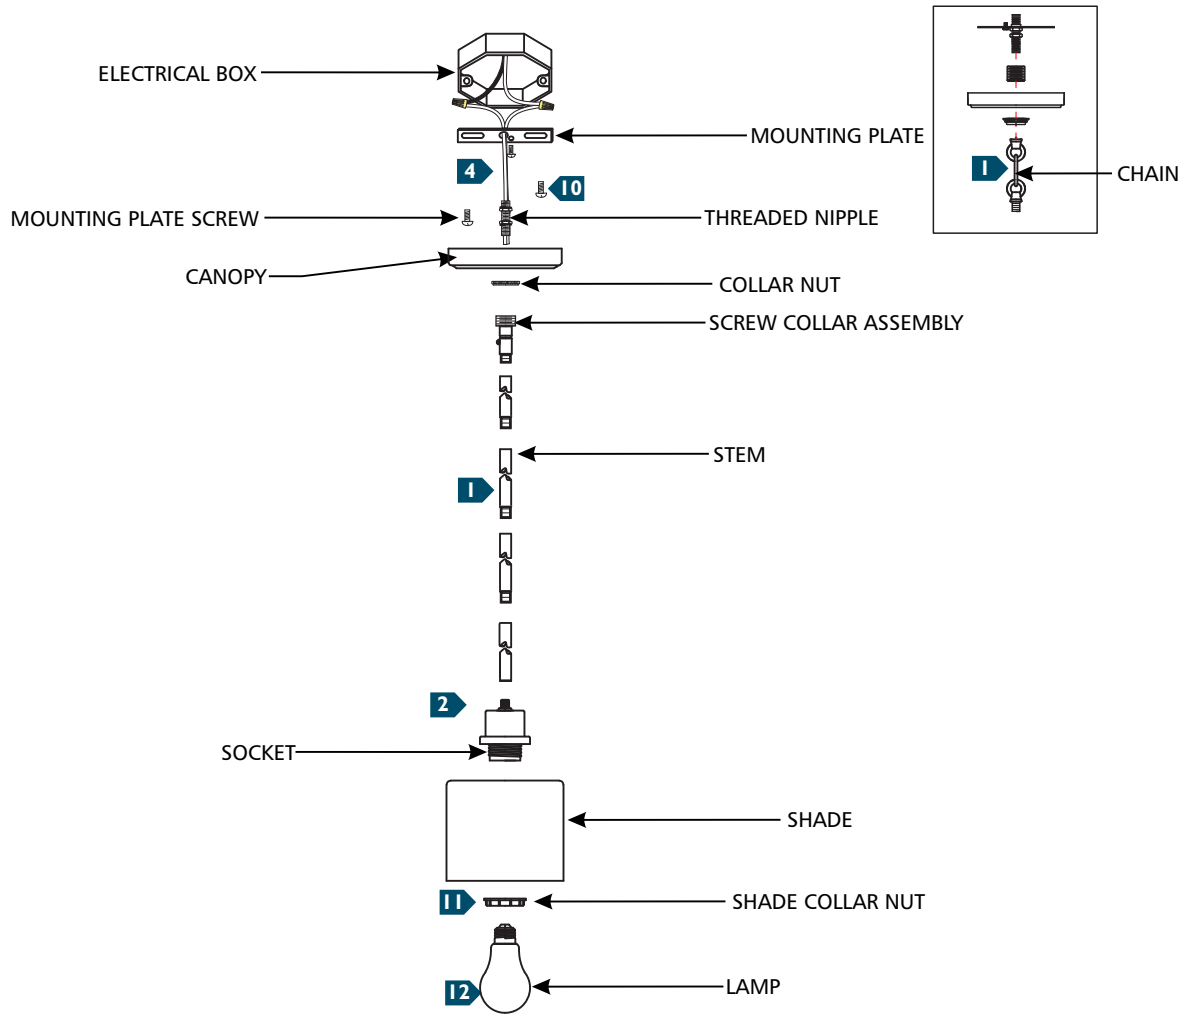 ELECTRICAL BOX
MOUNTING PLATE
4
10
1
CHAIN
MOUNTING PLATE SCREW
THREADED NIPPLE
CANOPY
COLLAR NUT
SCREW COLLAR ASSEMBLY
STEM
1
2
SOCKET
SHADE
11
SHADE COLLAR NUT
12
LAMP